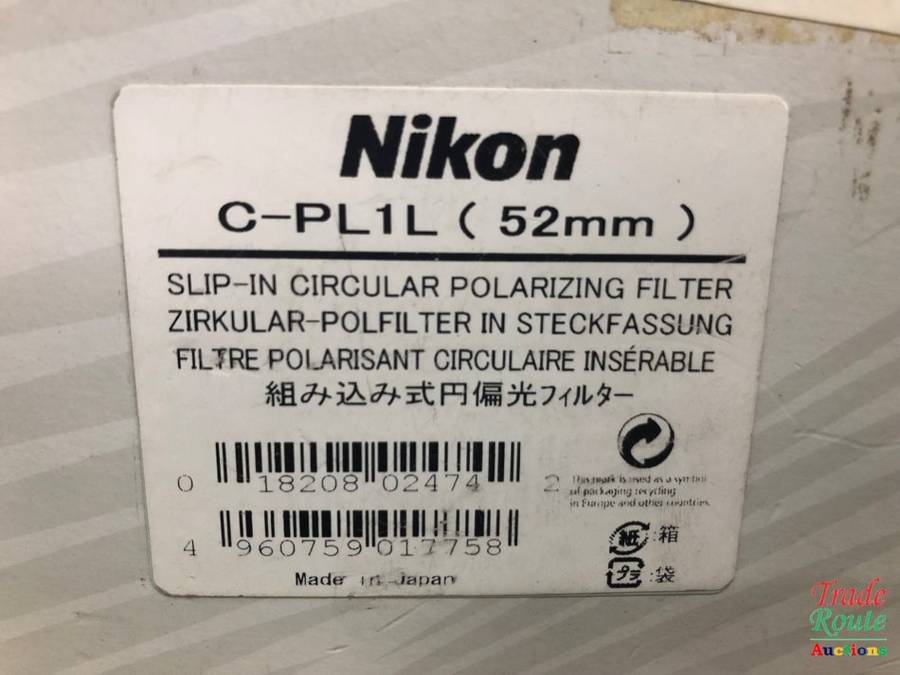 Nikon
C-PL1L ( 52mm )
SLIP-IN CIRCULAR POLARIZING FILTER
ZIRKULAR-POLFILTER IN STECKFASSUNG
FILTRE POLARISANT CIRCULAIRE INSÉRABLE
組み込み式円偏光フィルター
0 18208 02474 2
This mark is used as a symbol
of packaging recycling
in Europe and other countries.
4 960759 017758
紙:箱
プラ:袋
Made in Japan
Trade
Route
Auctions